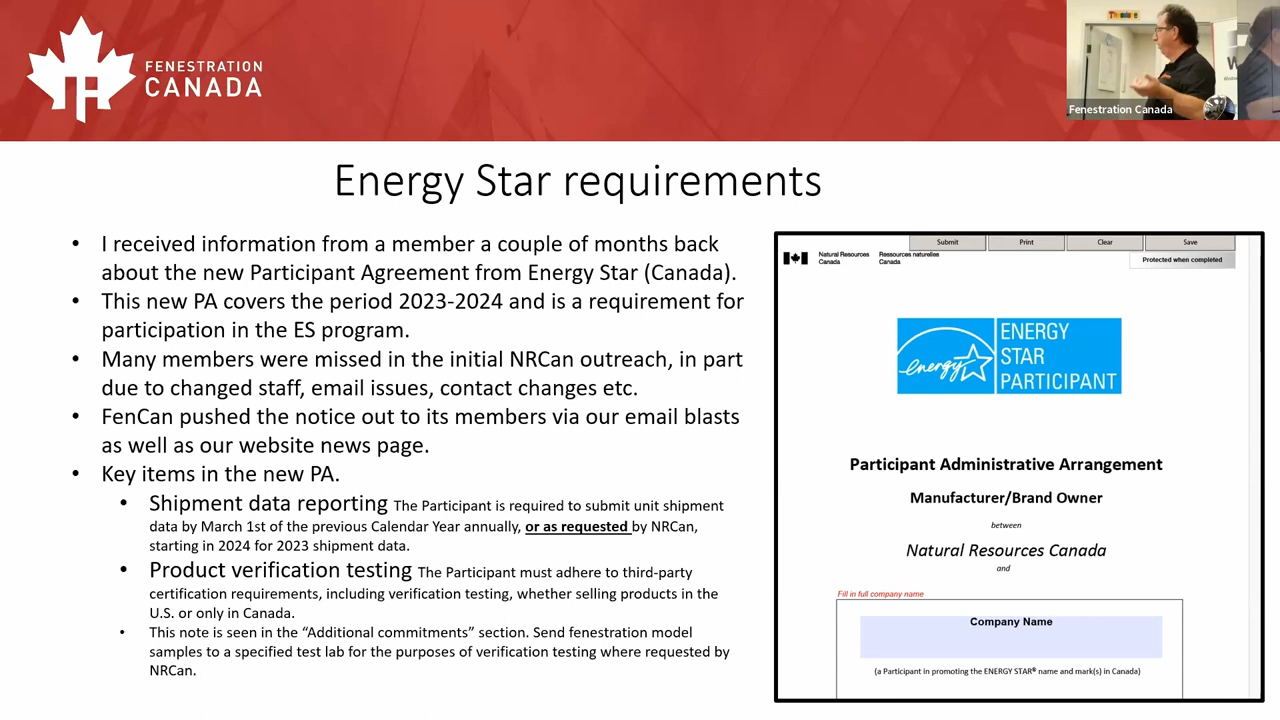 FENESTRATION
CANADA
Fenestration Canada
Energy Star requirements
• I received information from a member a couple of months back
about the new Participant Agreement from Energy Star (Canada).
• This new PA covers the period 2023-2024 and is a requirement for
participation in the ES program.
• Many members were missed in the initial NRCan outreach, in part
due to changed staff, email issues, contact changes etc.
• FenCan pushed the notice out to its members via our email blasts
as well as our website news page.
• Key items in the new PA.
• Shipment data reporting The Participant is required to submit unit shipment
data by March 1st of the previous Calendar Year annually, or as requested by NRCan,
starting in 2024 for 2023 shipment data.
• Product verification testing The Participant must adhere to third-party
certification requirements, including verification testing, whether selling products in the
U.S. or only in Canada.
• This note is seen in the “Additional commitments” section. Send fenestration model
samples to a specified test lab for the purposes of verification testing where requested by
NRCan.
Submit Print Clear Save
Natural Resources Ressources naturelles
Canada Canada
Protected when completed
energy
ENERGY
STAR
PARTICIPANT
Participant Administrative Arrangement
Manufacturer/Brand Owner
between
Natural Resources Canada
and
Fill in full company name
Company Name
(a Participant in promoting the ENERGY STAR® name and mark(s) in Canada)